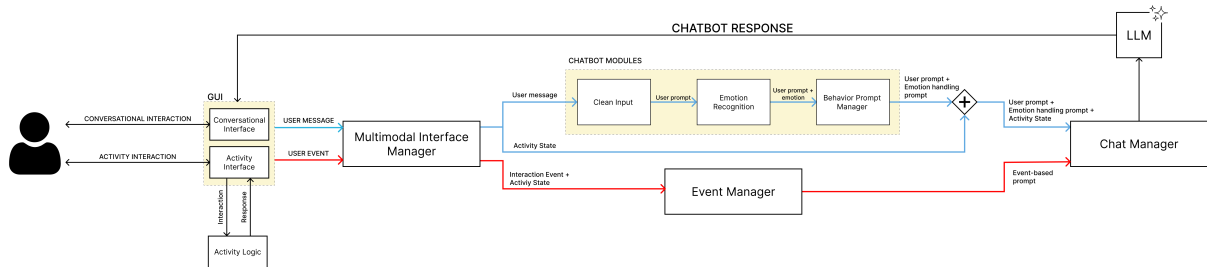 CHATBOT RESPONSE
LLM
CHATBOT MODULES
GUI
User message
Clean Input
User prompt
Emotion
Recognition
User prompt
+ emotion
Behavior Prompt
Manager
User prompt +
Emotion handling
prompt
+
User prompt +
Emotion handling prompt +
Activity State
CONVERSATIONAL INTERACTION
Conversational
Interface
USER MESSAGE
Multimodal Interface
Manager
Activity State
Chat Manager
ACTIVITY INTERACTION
Activity
Interface
USER EVENT
Interaction Event +
Activiy State
Event Manager
Event-based
prompt
Interaction
Response
Activity Logic